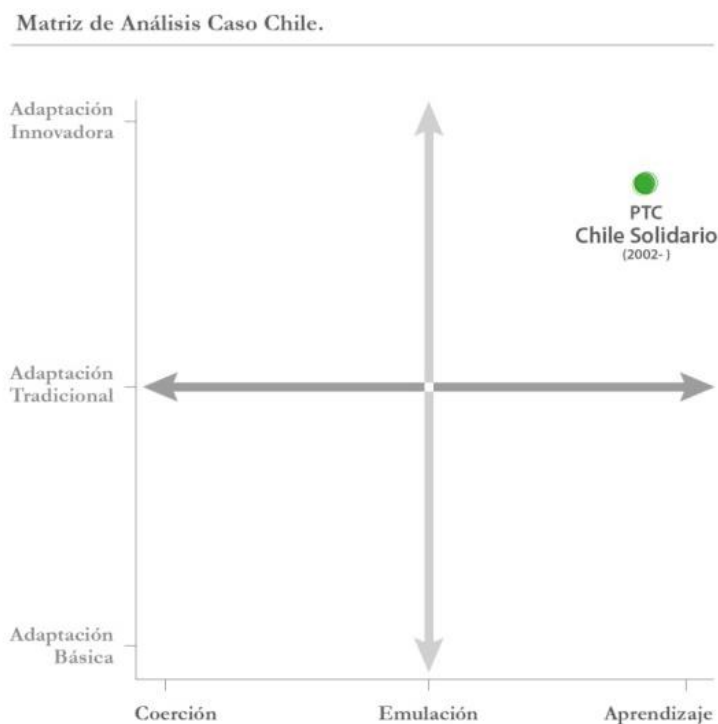 Matriz de Análisis Caso Chile.
Adaptación
Innovadora
PTC
Chile Solidario
(2002- )
Adaptación
Tradicional
Adaptación
Básica
Coerción
Emulación
Aprendizaje